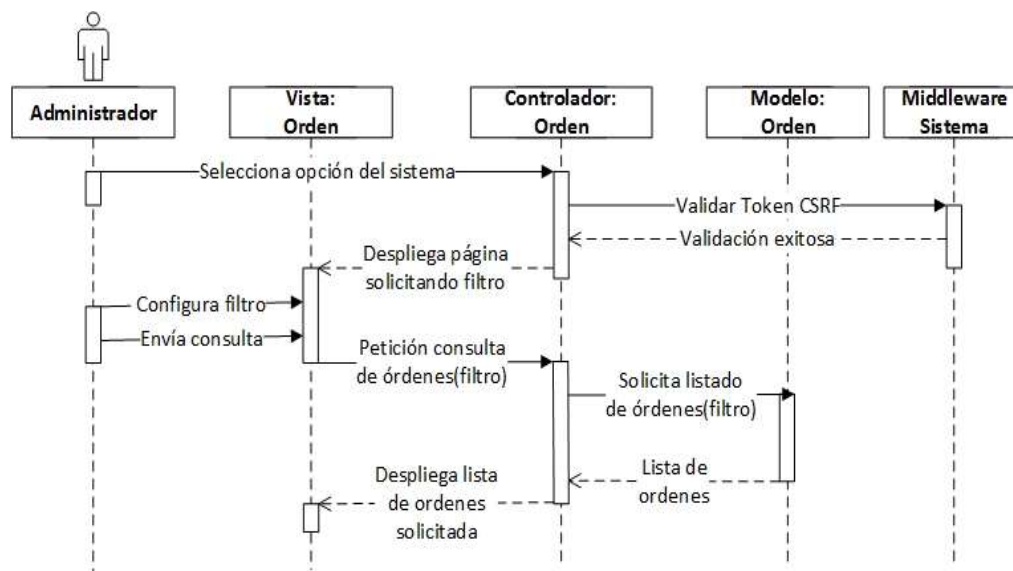 Administrador
Vista:
Orden
Controlador:
Orden
Modelo:
Orden
Middleware
Sistema
Selecciona opción del sistema
Validar Token CSRF
Validación exitosa
Despliega página
solicitando filtro
Configura filtro
Envía consulta
Petición consulta
de órdenes(filtro)
Solicita listado
de órdenes(filtro)
Lista de
ordenes
Despliega lista
de ordenes
solicitada